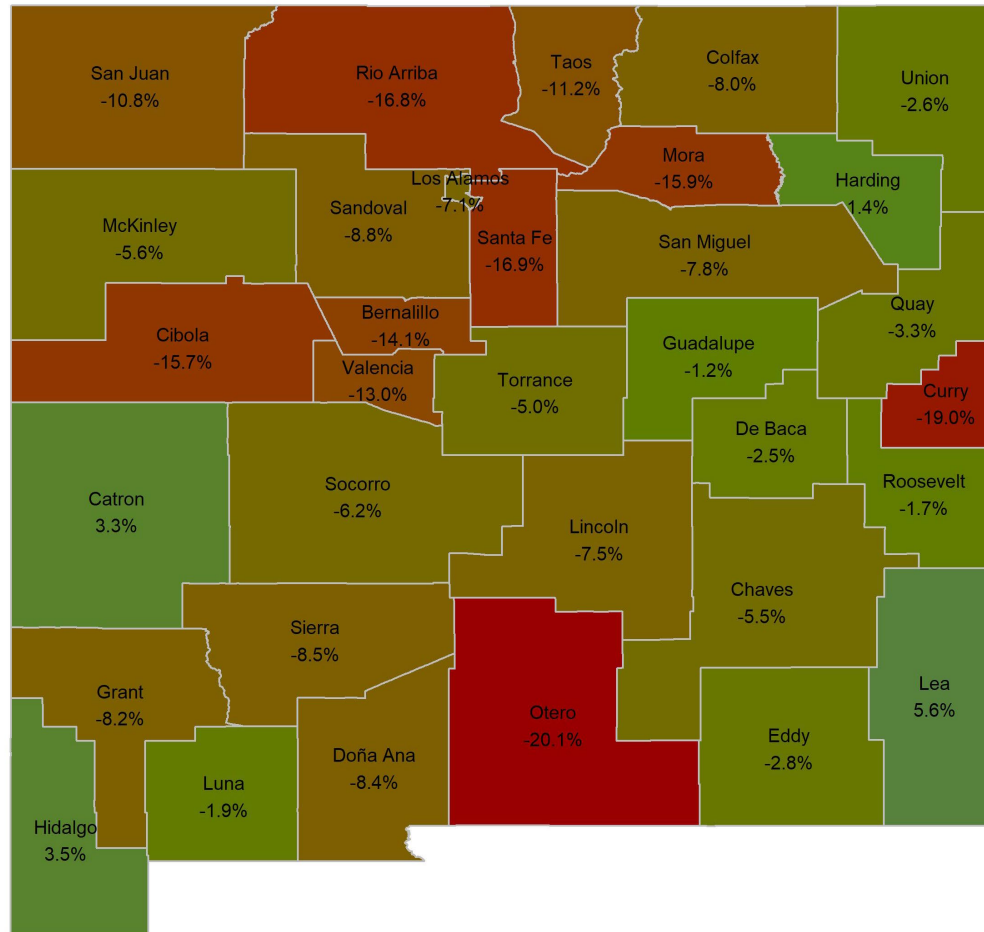 San Juan
-10.8%
Rio Arriba
-16.8%
Taos
-11.2%
Colfax
-8.0%
Union
-2.6%
Mora
-15.9%
Harding
1.4%
Los Alamos
-7.1%
McKinley
-5.6%
Sandoval
-8.8%
Santa Fe
-16.9%
San Miguel
-7.8%
Quay
-3.3%
Cibola
-15.7%
Bernalillo
-14.1%
Valencia
-13.0%
Torrance
-5.0%
Guadalupe
-1.2%
Curry
-19.0%
De Baca
-2.5%
Roosevelt
-1.7%
Catron
3.3%
Socorro
-6.2%
Lincoln
-7.5%
Chaves
-5.5%
Sierra
-8.5%
Grant
-8.2%
Otero
-20.1%
Lea
5.6%
Eddy
-2.8%
Doña Ana
-8.4%
Luna
-1.9%
Hidalgo
3.5%